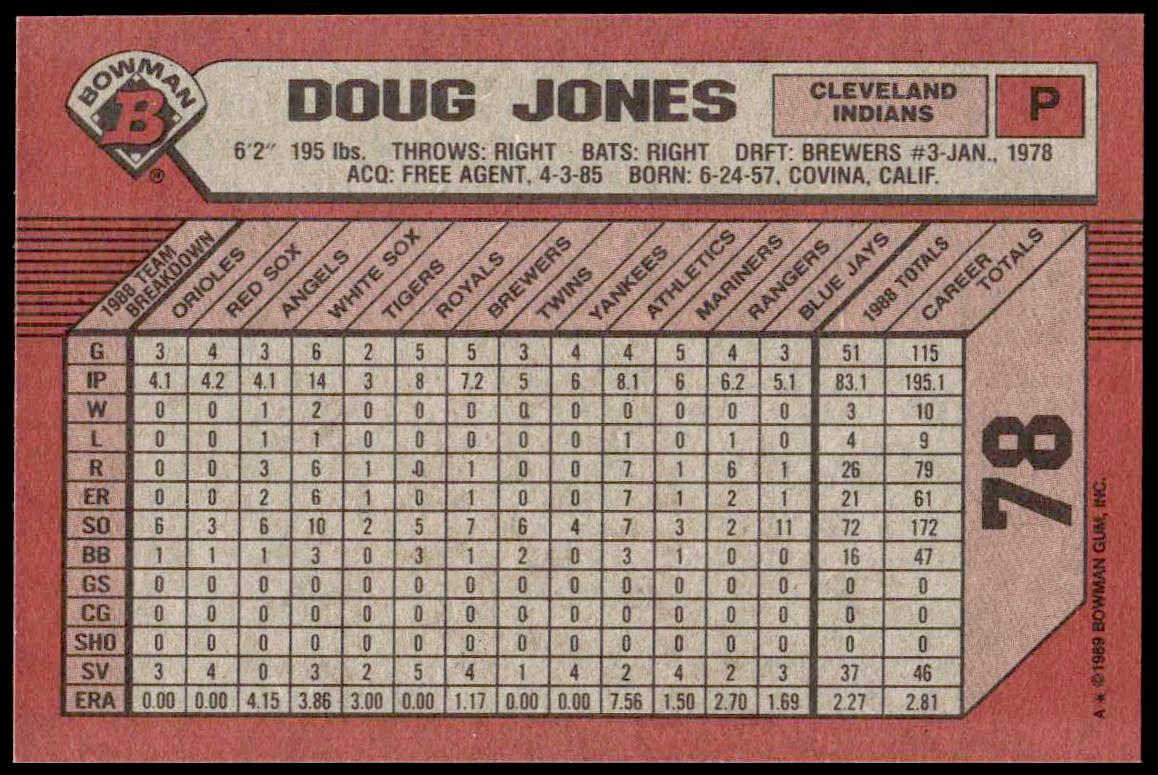 BOWMAN
B
®
DOUG JONES
CLEVELAND
INDIANS
P
6'2" 195 lbs. THROWS: RIGHT BATS: RIGHT DRFT: BREWERS #3-JAN., 1978
ACQ: FREE AGENT, 4-3-85 BORN: 6-24-57, COVINA, CALIF.
1988 TEAM BREAKDOWN ORIOLES RED SOX ANGELS WHITE SOX TIGERS ROYALS BREWERS TWINS YANKEES ATHLETICS MARINERS RANGERS BLUE JAYS 1988 TOTALS CAREER TOTALS
G 3 4 3 6 2 5 5 3 4 4 5 4 3 51 115
IP 4.1 4.2 4.1 14 3 8 7.2 5 6 8.1 6 6.2 5.1 83.1 195.1
W 0 0 1 2 0 0 0 0 0 0 0 0 0 3 10
L 0 0 1 1 0 0 0 0 0 1 0 1 0 4 9
R 0 0 3 6 1 0 1 0 0 7 1 6 1 26 79
ER 0 0 2 6 1 0 1 0 0 7 1 2 1 21 61
SO 6 3 6 10 2 5 7 6 4 7 3 2 11 72 172
BB 1 1 1 3 0 3 1 2 0 3 1 0 0 16 47
GS 0 0 0 0 0 0 0 0 0 0 0 0 0 0 0
CG 0 0 0 0 0 0 0 0 0 0 0 0 0 0 0
SHO 0 0 0 0 0 0 0 0 0 0 0 0 0 0 0
SV 3 4 0 3 2 5 4 1 4 2 4 2 3 37 46
ERA 0.00 0.00 4.15 3.86 3.00 0.00 1.17 0.00 0.00 7.56 1.50 2.70 1.69 2.27 2.81
78
A ★ ©1989 BOWMAN GUM, INC.